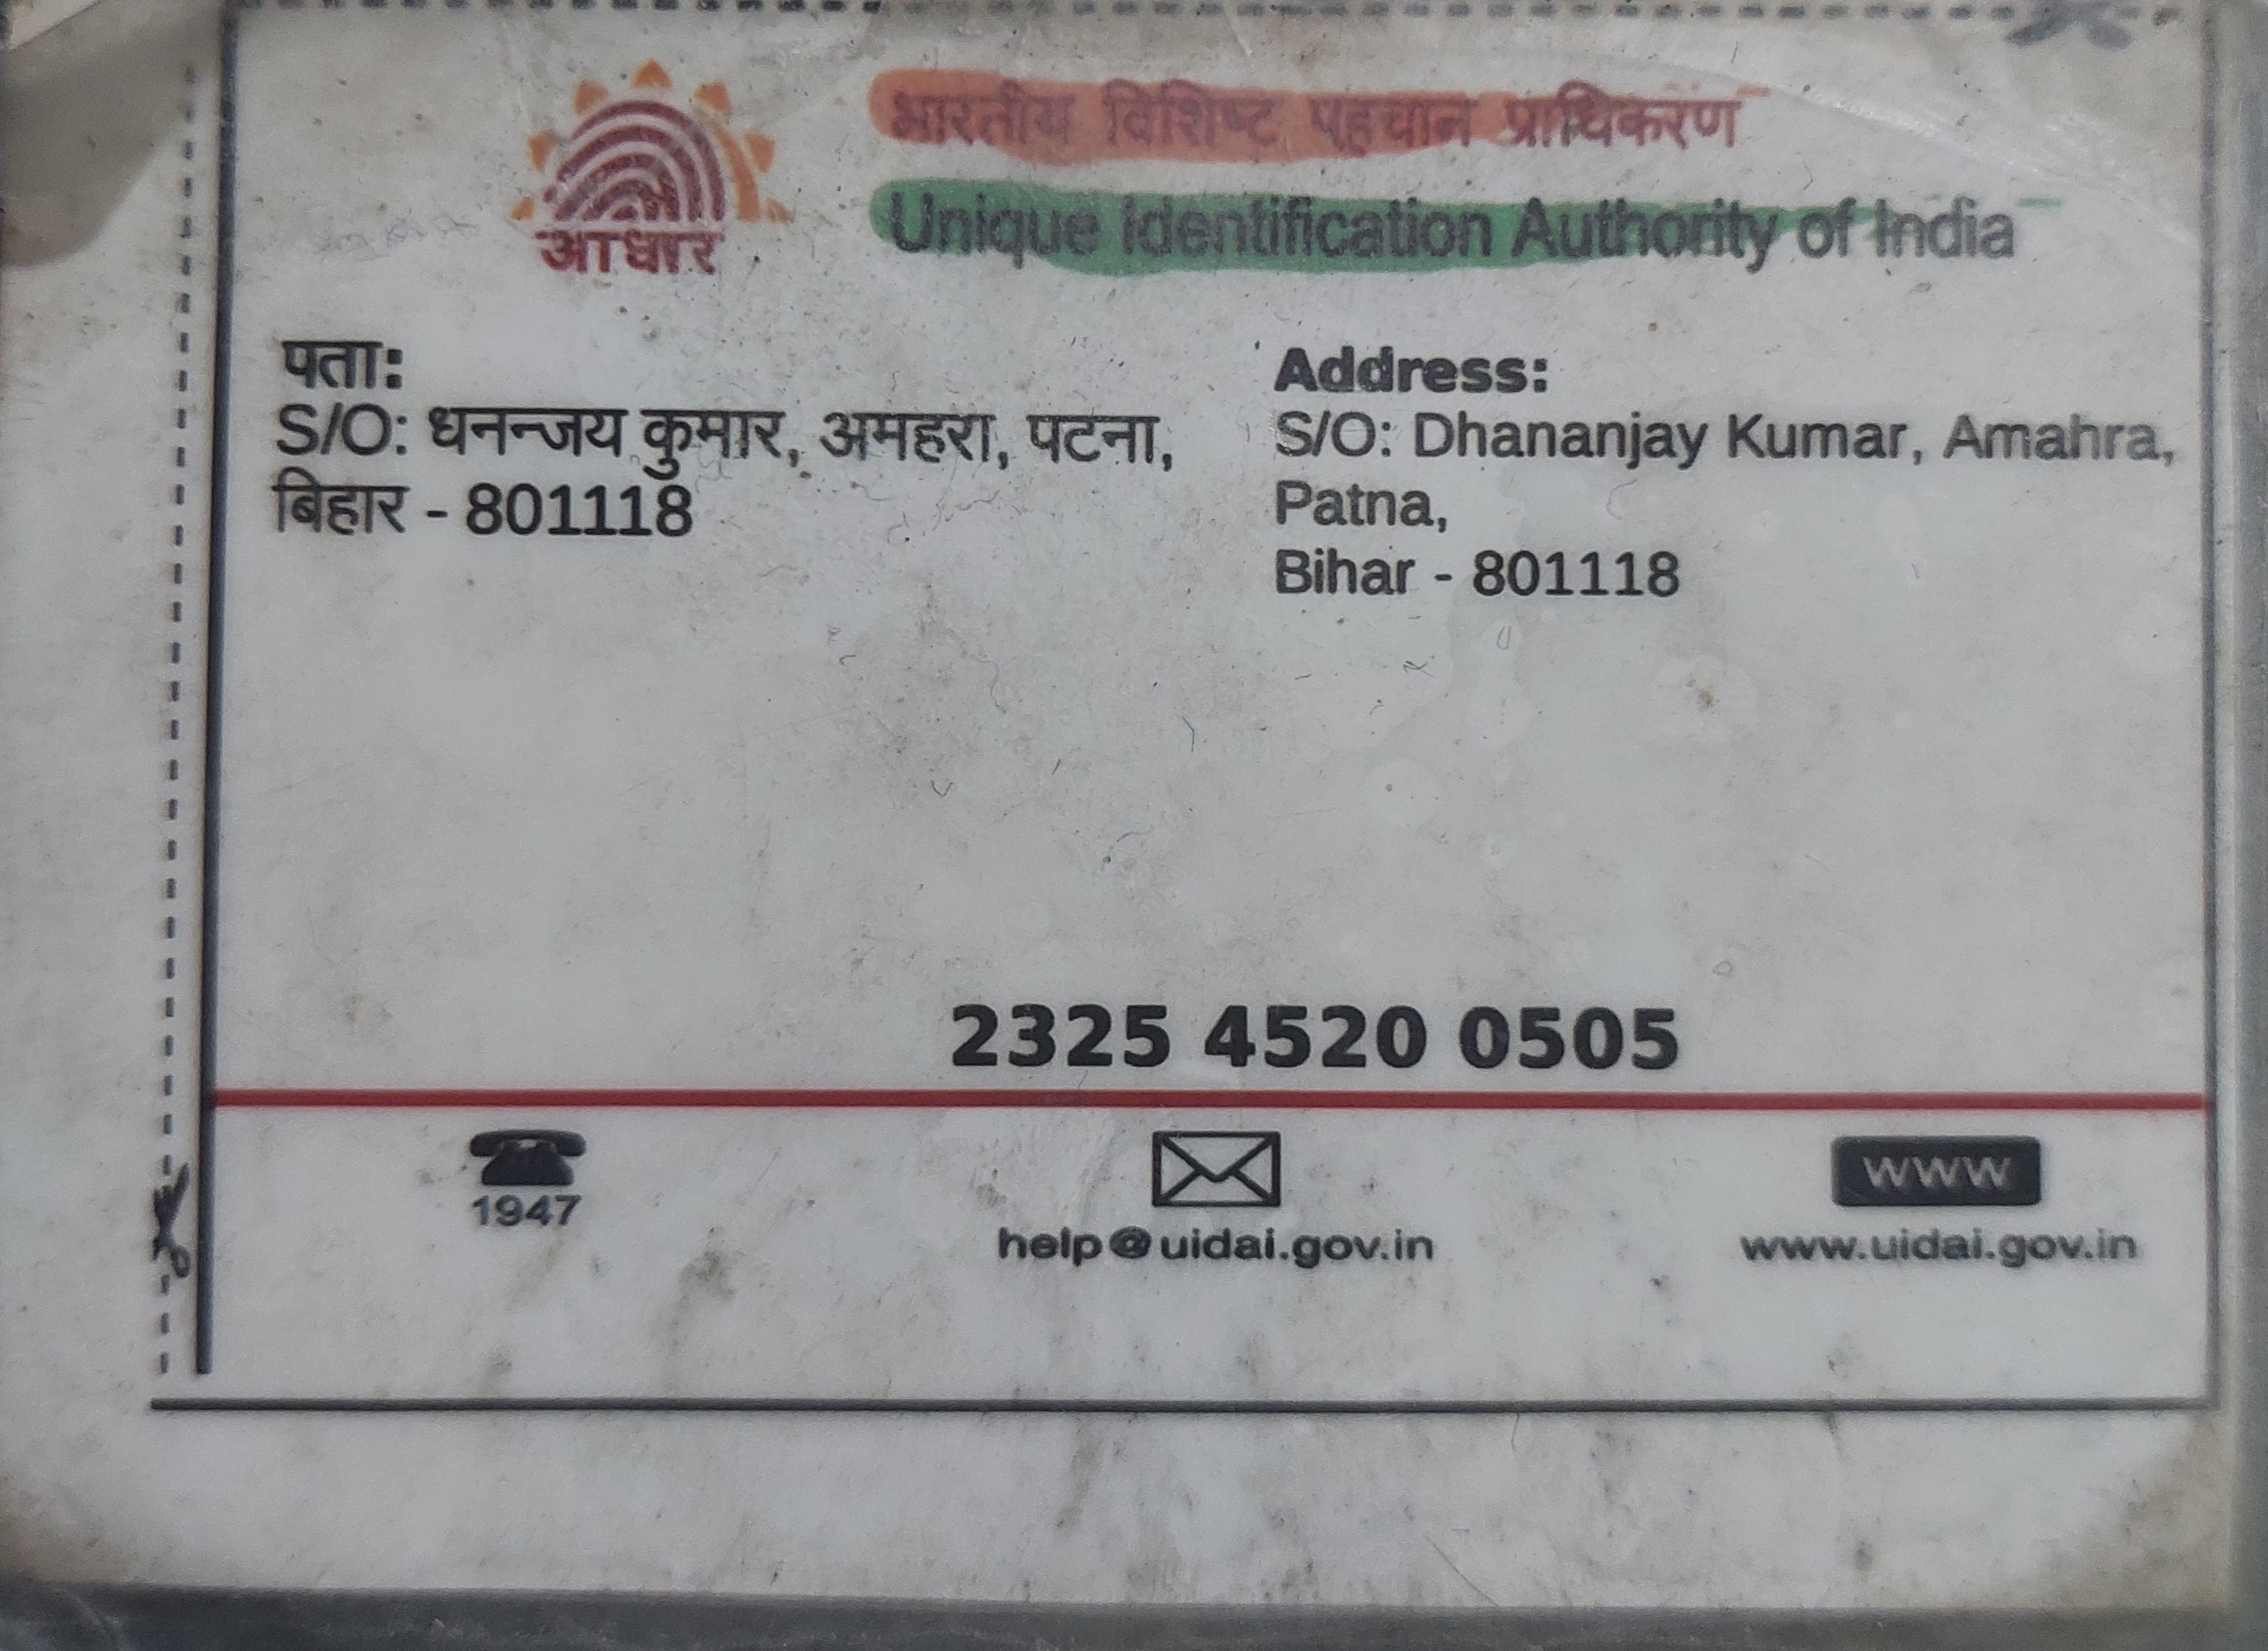 आधार
भारतीय विशिष्ट पहचान प्राधिकरण
Unique Identification Authority of India
पता:
S/O: धनन्जय कुमार, अमहरा, पटना,
बिहार - 801118
Address:
S/O: Dhananjay Kumar, Amahra,
Patna,
Bihar - 801118
2325 4520 0505
1947
help@uidai.gov.in
www
www.uidai.gov.in